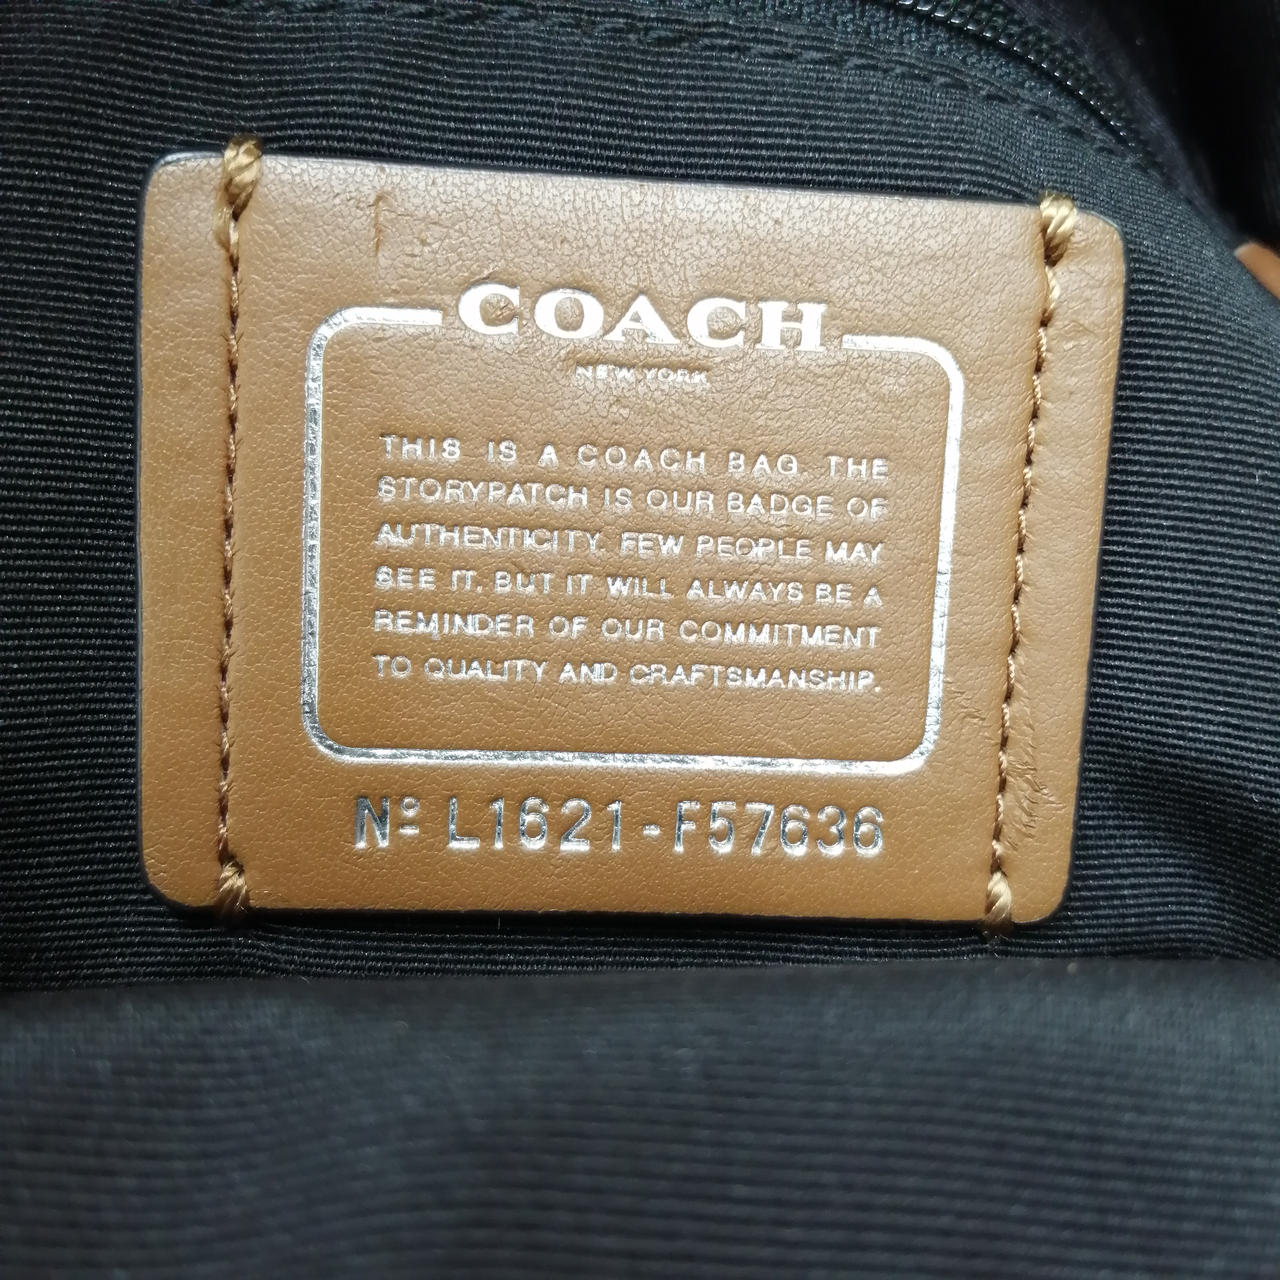 COACH
NEW YORK
THIS IS A COACH BAG. THE
STORYPATCH IS OUR BADGE OF
AUTHENTICITY. FEW PEOPLE MAY
SEE IT. BUT IT WILL ALWAYS BE A
REMINDER OF OUR COMMITMENT
TO QUALITY AND CRAFTSMANSHIP.
Nº L1621-F57636